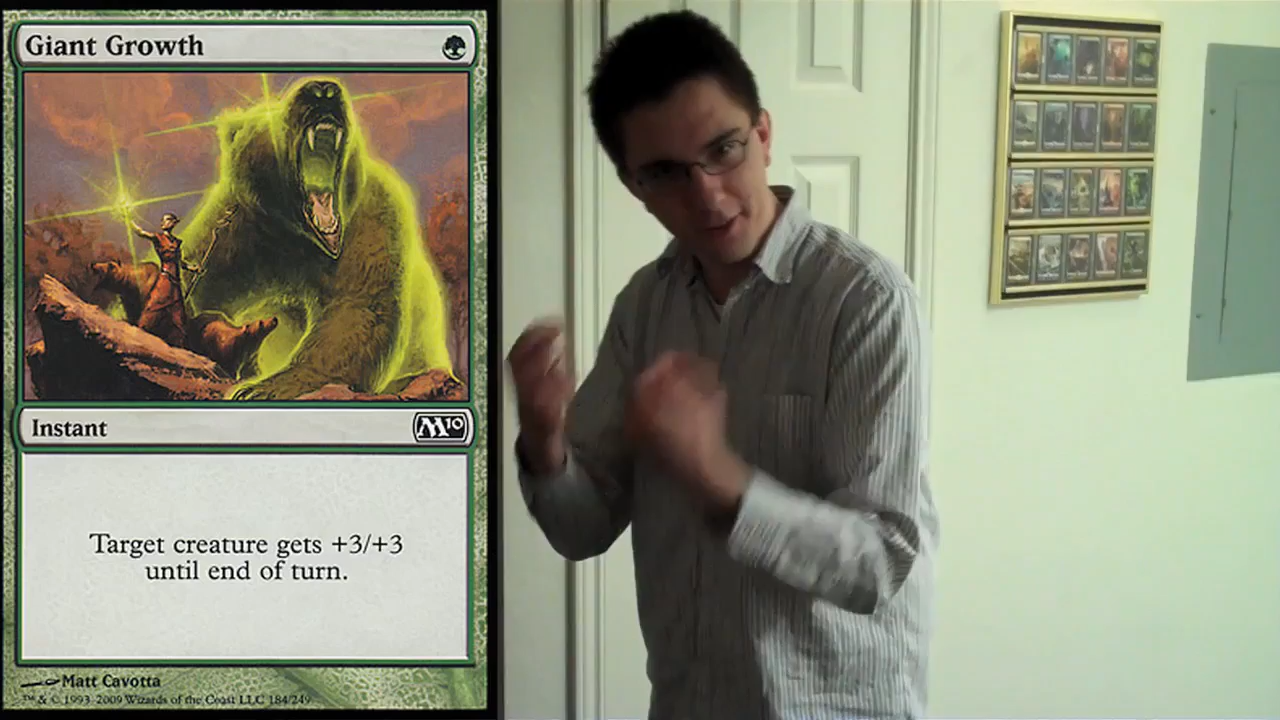 Giant Growth
Instant
M10
Target creature gets +3/+3
until end of turn.
Matt Cavotta
™ & © 1993-2009 Wizards of the Coast LLC 184/249